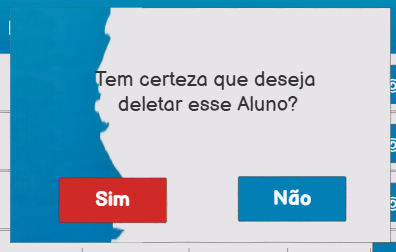 Tem certeza que deseja
deletar esse Aluno?
Sim
Não